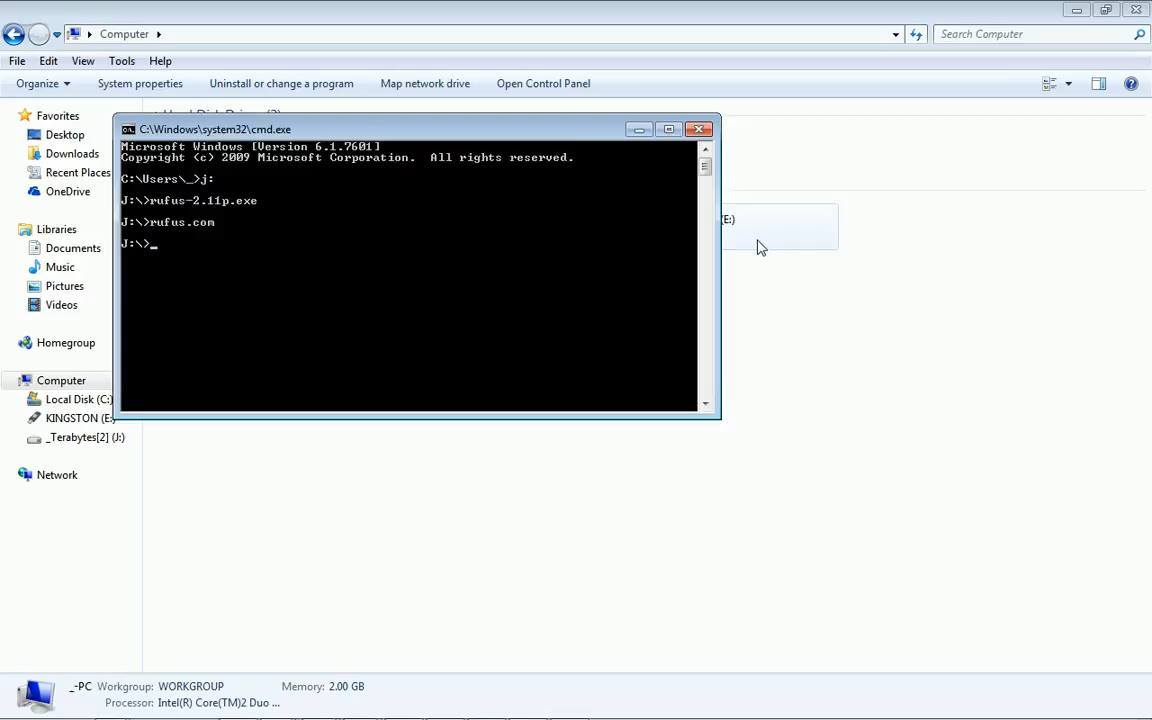 Computer
Search Computer
File Edit View Tools Help
Organize System properties Uninstall or change a program Map network drive Open Control Panel
Favorites
Desktop
Downloads
Recent Places
OneDrive
Libraries
Documents
Music
Pictures
Videos
Homegroup
Computer
Local Disk (C:)
KINGSTON (E:
_Terabytes[2] (J:)
Network
C:\Windows\system32\cmd.exe
Microsoft Windows [Version 6.1.7601]
Copyright (c) 2009 Microsoft Corporation. All rights reserved.
C:\Users\_>j:
J:\>rufus-2.11p.exe
J:\>rufus.com
J:\>_
(E:)
_-PC Workgroup: WORKGROUP Memory: 2.00 GB
Processor: Intel(R) Core(TM)2 Duo ...